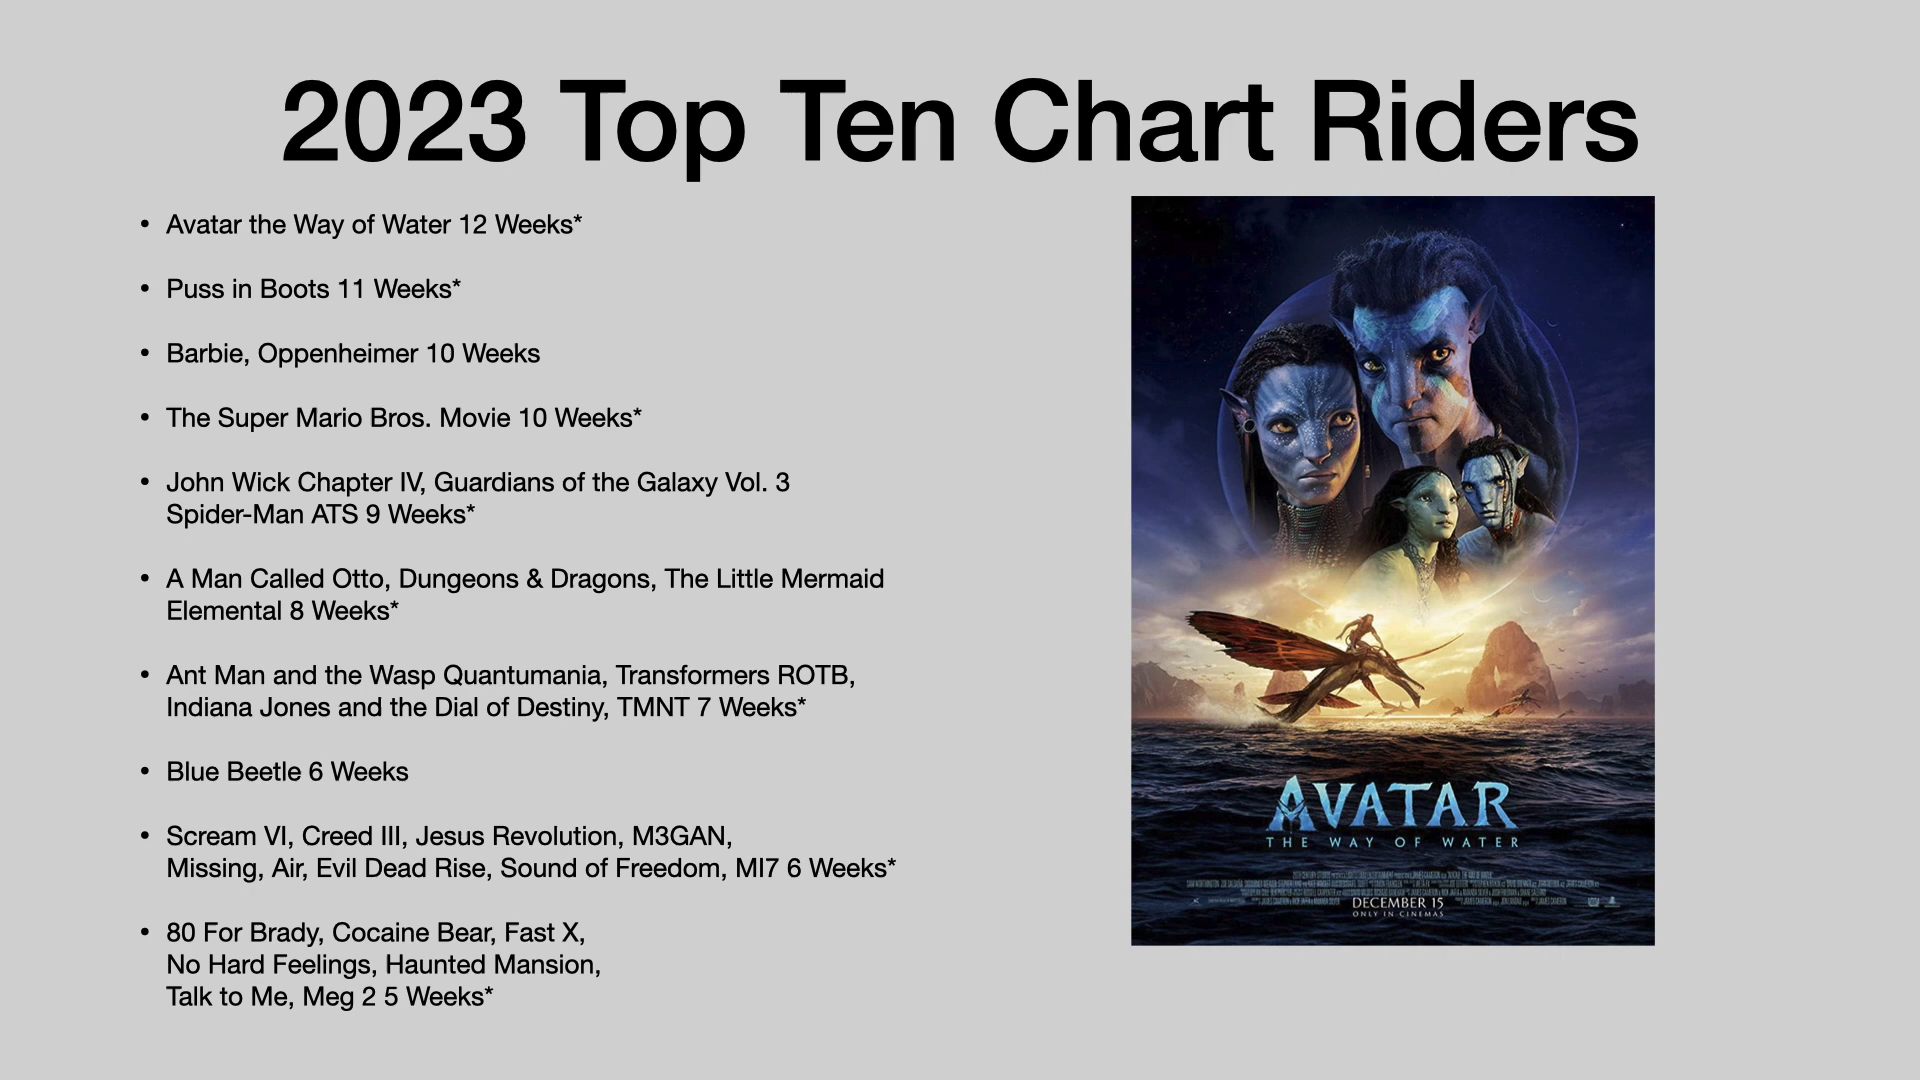 2023 Top Ten Chart Riders
• Avatar the Way of Water 12 Weeks*
• Puss in Boots 11 Weeks*
• Barbie, Oppenheimer 10 Weeks
• The Super Mario Bros. Movie 10 Weeks*
• John Wick Chapter IV, Guardians of the Galaxy Vol. 3
Spider-Man ATS 9 Weeks*
• A Man Called Otto, Dungeons & Dragons, The Little Mermaid
Elemental 8 Weeks*
• Ant Man and the Wasp Quantumania, Transformers ROTB,
Indiana Jones and the Dial of Destiny, TMNT 7 Weeks*
• Blue Beetle 6 Weeks
• Scream VI, Creed III, Jesus Revolution, M3GAN,
Missing, Air, Evil Dead Rise, Sound of Freedom, MI7 6 Weeks*
• 80 For Brady, Cocaine Bear, Fast X,
No Hard Feelings, Haunted Mansion,
Talk to Me, Meg 2 5 Weeks*
AVATAR
THE WAY OF WATER
DECEMBER 15
ONLY IN CINEMAS